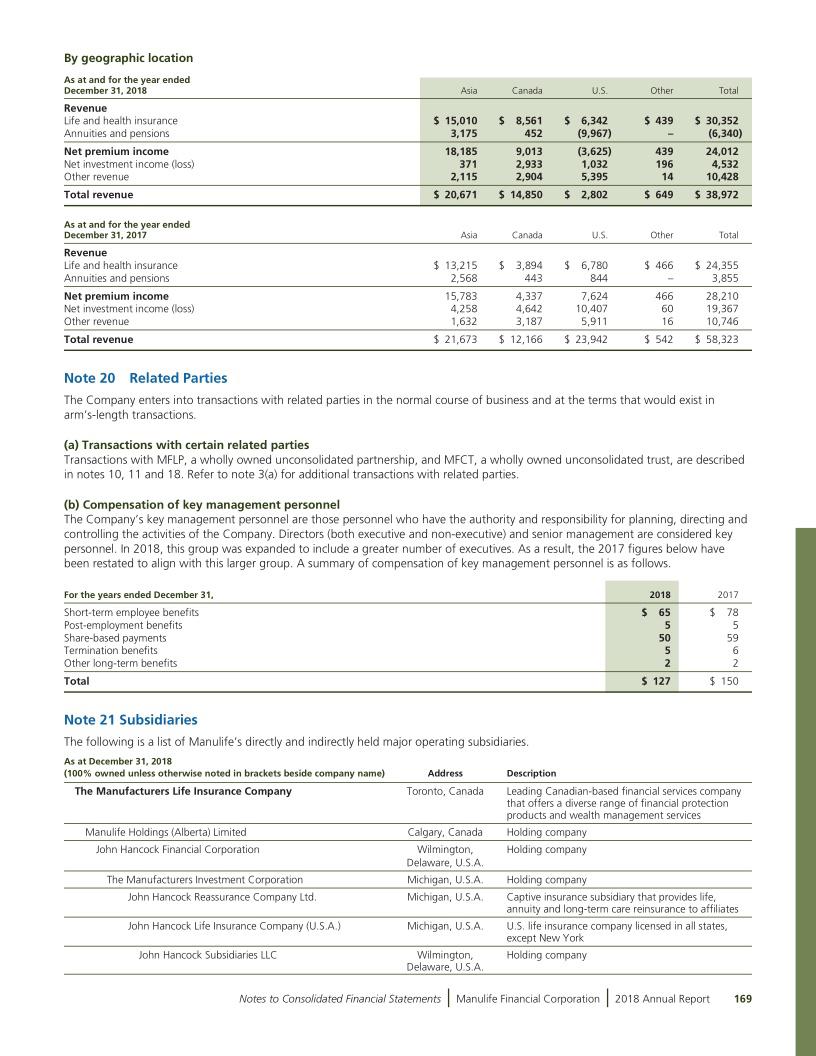 By geographic location
As at and for the year ended
December 31, 2018 Asia Canada U.S. Other Total
Revenue
Life and health insurance $ 15,010 $ 8,561 $ 6,342 $ 439 $ 30,352
Annuities and pensions 3,175 452 (9,967) – (6,340)
Net premium income 18,185 9,013 (3,625) 439 24,012
Net investment income (loss) 371 2,933 1,032 196 4,532
Other revenue 2,115 2,904 5,395 14 10,428
Total revenue $ 20,671 $ 14,850 $ 2,802 $ 649 $ 38,972
As at and for the year ended
December 31, 2017 Asia Canada U.S. Other Total
Revenue
Life and health insurance $ 13,215 $ 3,894 $ 6,780 $ 466 $ 24,355
Annuities and pensions 2,568 443 844 – 3,855
Net premium income 15,783 4,337 7,624 466 28,210
Net investment income (loss) 4,258 4,642 10,407 60 19,367
Other revenue 1,632 3,187 5,911 16 10,746
Total revenue $ 21,673 $ 12,166 $ 23,942 $ 542 $ 58,323
Note 20 Related Parties
The Company enters into transactions with related parties in the normal course of business and at the terms that would exist in
arm's-length transactions.
(a) Transactions with certain related parties
Transactions with MFLP, a wholly owned unconsolidated partnership, and MFCT, a wholly owned unconsolidated trust, are described
in notes 10, 11 and 18. Refer to note 3(a) for additional transactions with related parties.
(b) Compensation of key management personnel
The Company's key management personnel are those personnel who have the authority and responsibility for planning, directing and
controlling the activities of the Company. Directors (both executive and non-executive) and senior management are considered key
personnel. In 2018, this group was expanded to include a greater number of executives. As a result, the 2017 figures below have
been restated to align with this larger group. A summary of compensation of key management personnel is as follows.
For the years ended December 31, 2018 2017
Short-term employee benefits $ 65 $ 78
Post-employment benefits 5 5
Share-based payments 50 59
Termination benefits 5 6
Other long-term benefits 2 2
Total $ 127 $ 150
Note 21 Subsidiaries
The following is a list of Manulife's directly and indirectly held major operating subsidiaries.
As at December 31, 2018
(100% owned unless otherwise noted in brackets beside company name) Address Description
The Manufacturers Life Insurance Company Toronto, Canada Leading Canadian-based financial services company
that offers a diverse range of financial protection
products and wealth management services
Manulife Holdings (Alberta) Limited Calgary, Canada Holding company
John Hancock Financial Corporation Wilmington, Holding company
Delaware, U.S.A.
The Manufacturers Investment Corporation Michigan, U.S.A. Holding company
John Hancock Reassurance Company Ltd. Michigan, U.S.A. Captive insurance subsidiary that provides life,
annuity and long-term care reinsurance to affiliates
John Hancock Life Insurance Company (U.S.A.) Michigan, U.S.A. U.S. life insurance company licensed in all states,
except New York
John Hancock Subsidiaries LLC Wilmington, Holding company
Delaware, U.S.A.
Notes to Consolidated Financial Statements | Manulife Financial Corporation | 2018 Annual Report 169